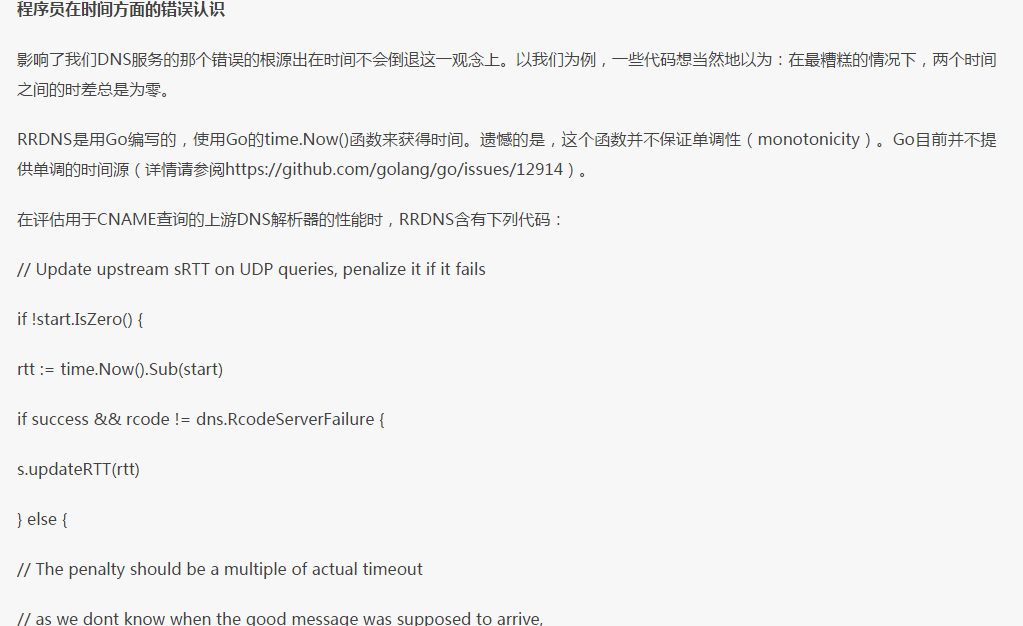 程序员在时间方面的错误认识
影响了我们DNS服务的那个错误的根源出在时间不会倒退这一观念上。以我们为例，一些代码想当然地以为：在最糟糕的情况下，两个时间
之间的时差总是为零。
RRDNS是用Go编写的，使用Go的time.Now()函数来获得时间。遗憾的是，这个函数并不保证单调性（monotonicity）。Go目前并不提
供单调的时间源（详情请参阅https://github.com/golang/go/issues/12914）。
在评估用于CNAME查询的上游DNS解析器的性能时，RRDNS含有下列代码：
// Update upstream sRTT on UDP queries, penalize it if it fails
if !start.IsZero() {
rtt := time.Now().Sub(start)
if success && rcode != dns.RcodeServerFailure {
s.updateRTT(rtt)
} else {
// The penalty should be a multiple of actual timeout
// as we dont know when the good message was supposed to arrive,